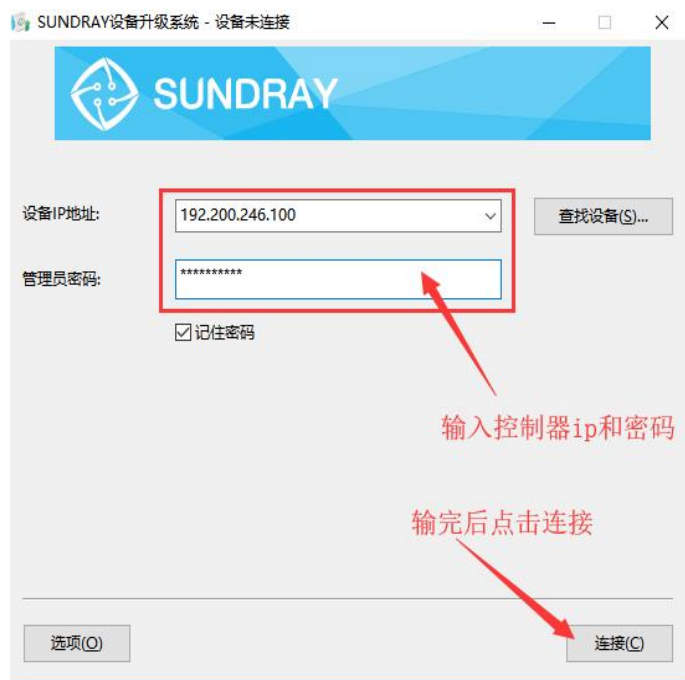 SUNDRAY设备升级系统 - 设备未连接
SUNDRAY
设备IP地址:
192.200.246.100
查找设备(S)...
管理员密码:
**********
记住密码
输入控制器ip和密码
输完后点击连接
选项(O)
连接(C)